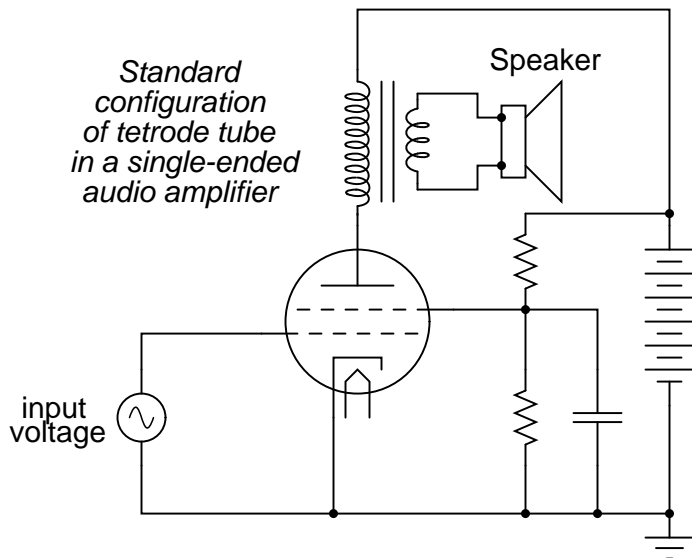 Standard
configuration
of tetrode tube
in a single-ended
audio amplifier
Speaker
input
voltage